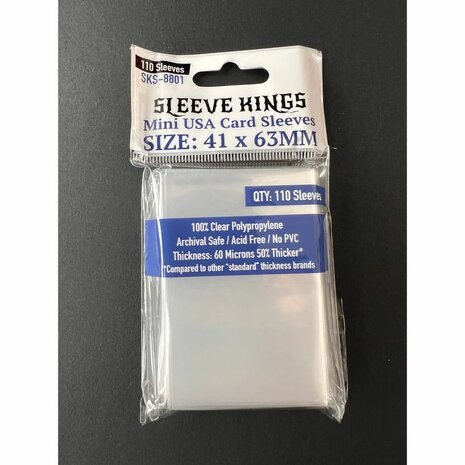 110 Sleeves
SKS-8801
SLEEVE KINGS
Mini USA Card Sleeves
SIZE: 41 x 63MM
QTY: 110 Sleeves
100% Clear Polypropylene
Archival Safe / Acid Free / No PVC
Thickness: 60 Microns 50% Thicker*
*Compared to other "standard" thickness brands